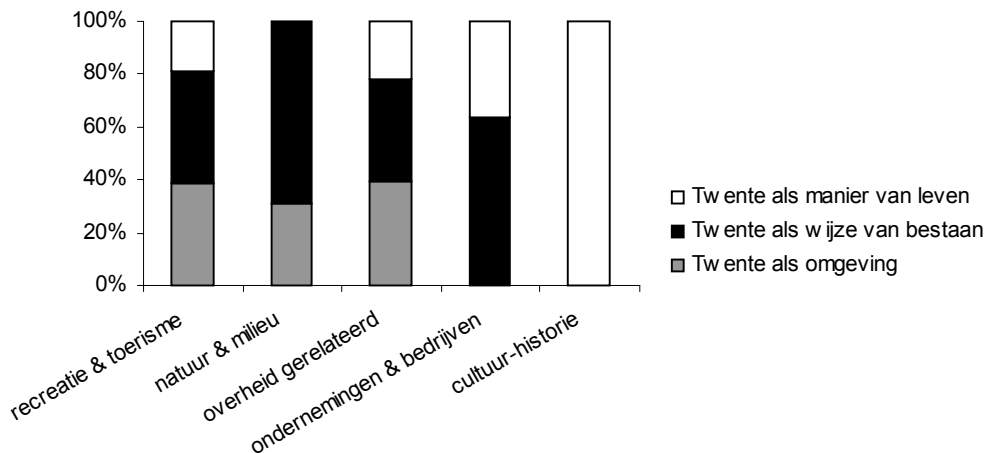 100%
80%
60%
40%
20%
0%
recreatie & toerisme
natuur & milieu
overheid gerelateerd
ondernemingen & bedrijven
cultuur-historie
Twente als manier van leven
Twente als wijze van bestaan
Twente als omgeving